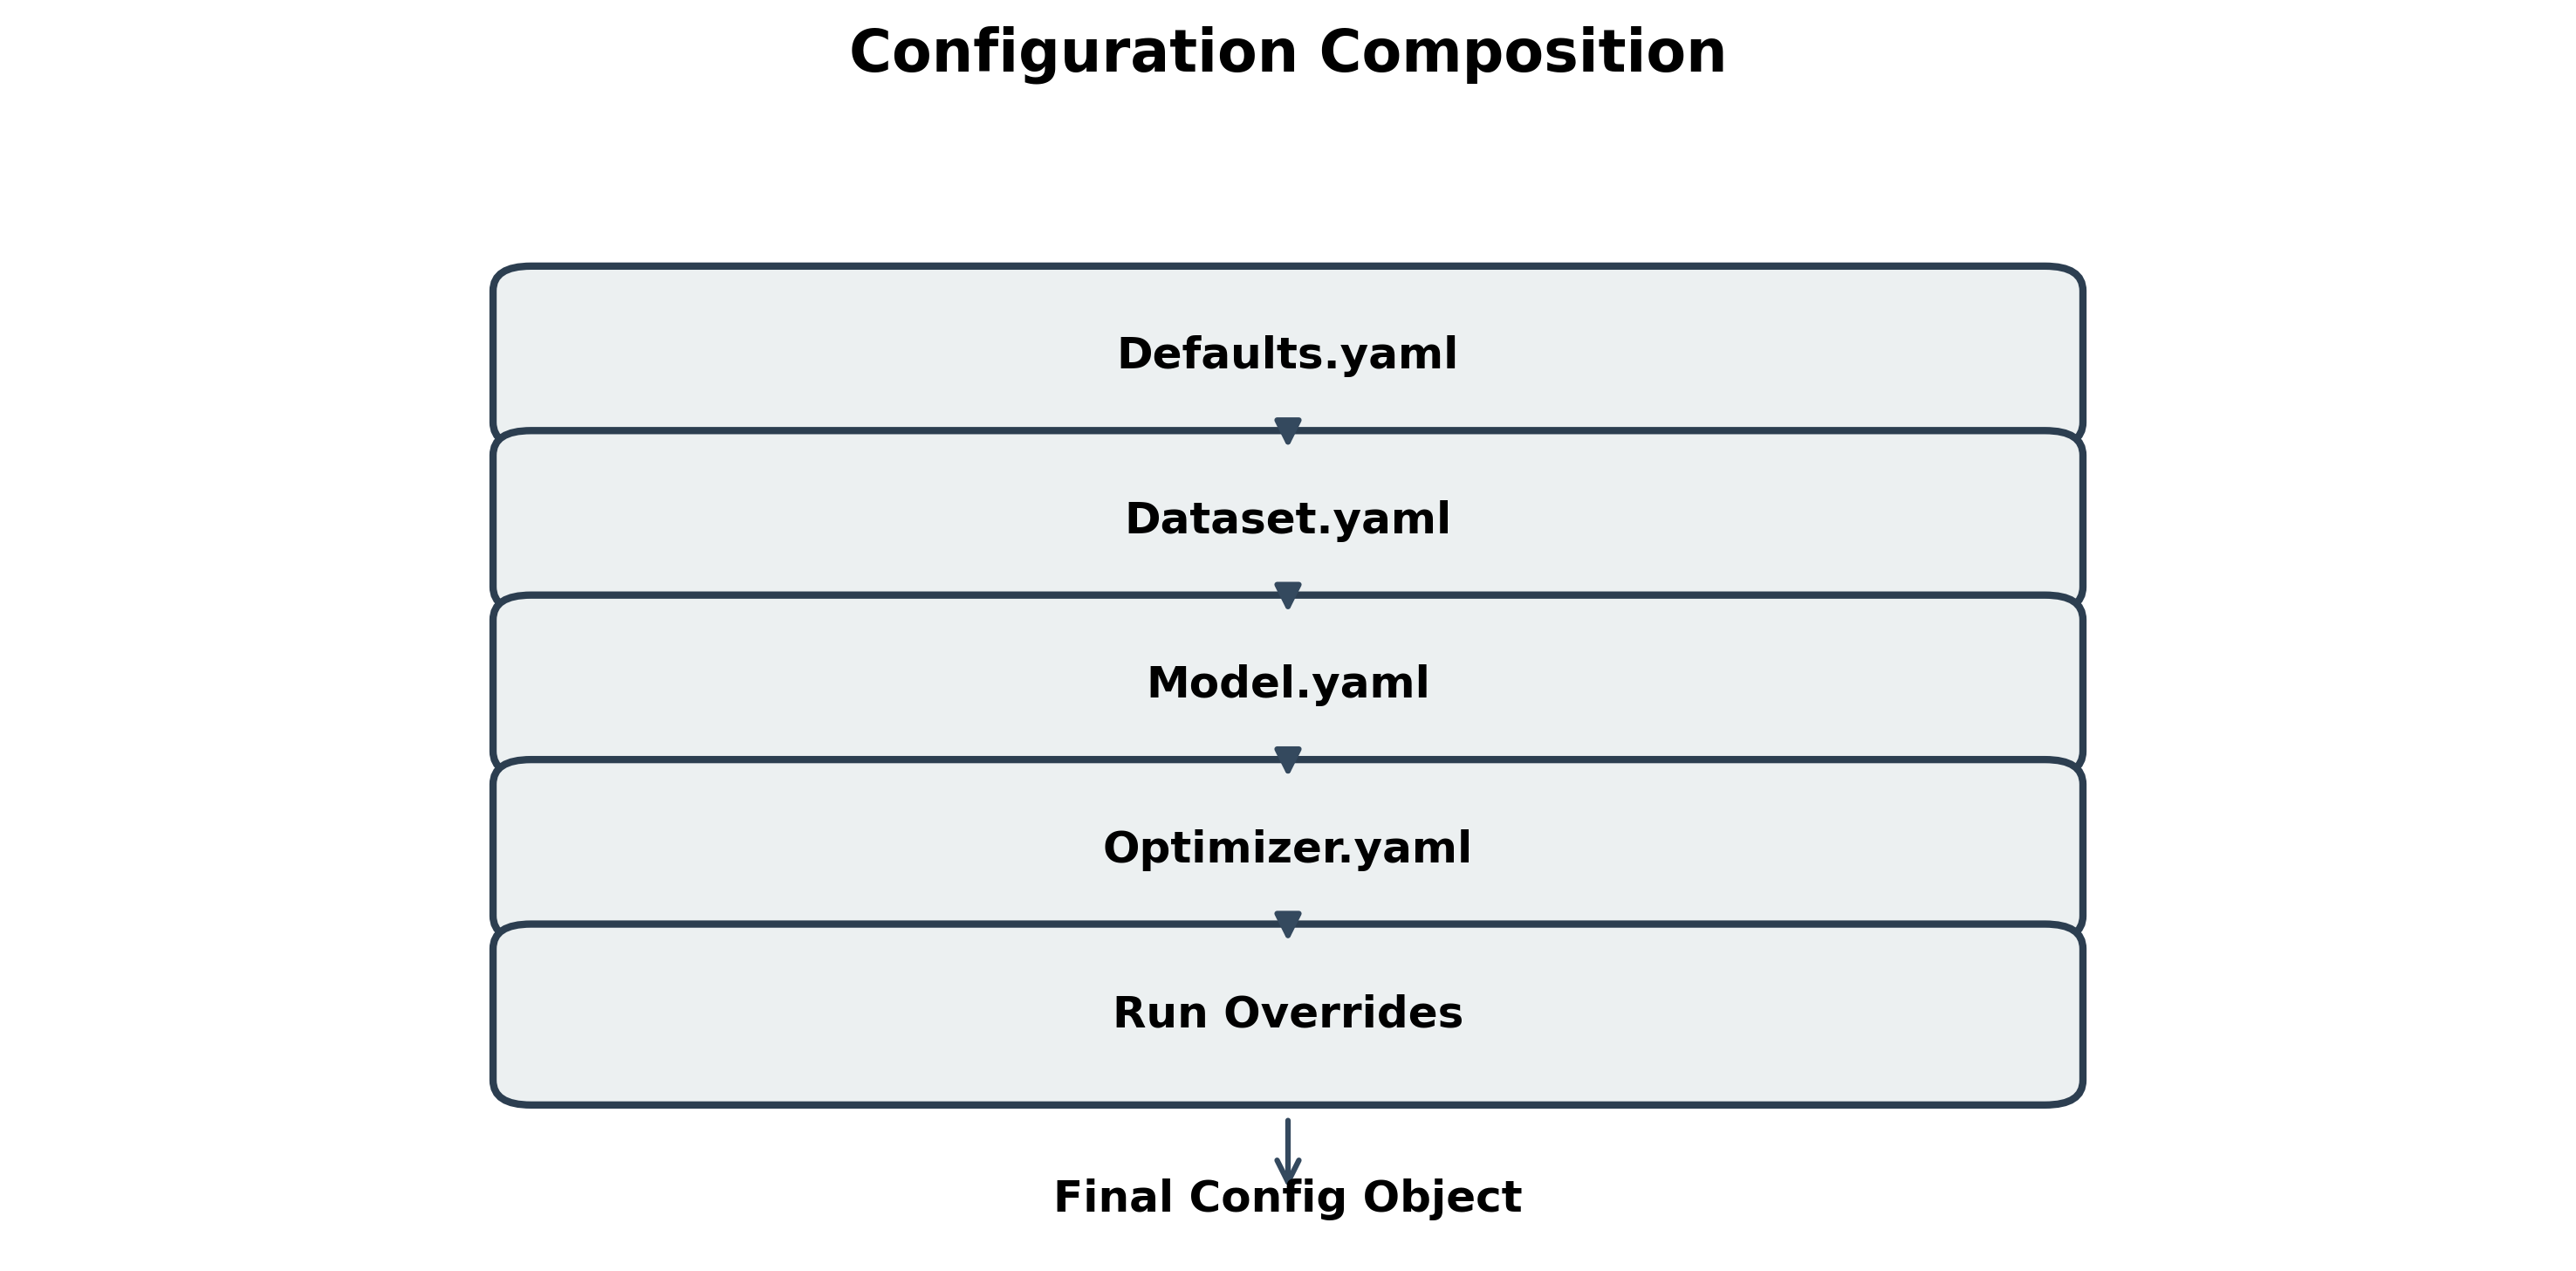 Configuration Composition
Defaults.yaml
Dataset.yaml
Model.yaml
Optimizer.yaml
Run Overrides
Final Config Object